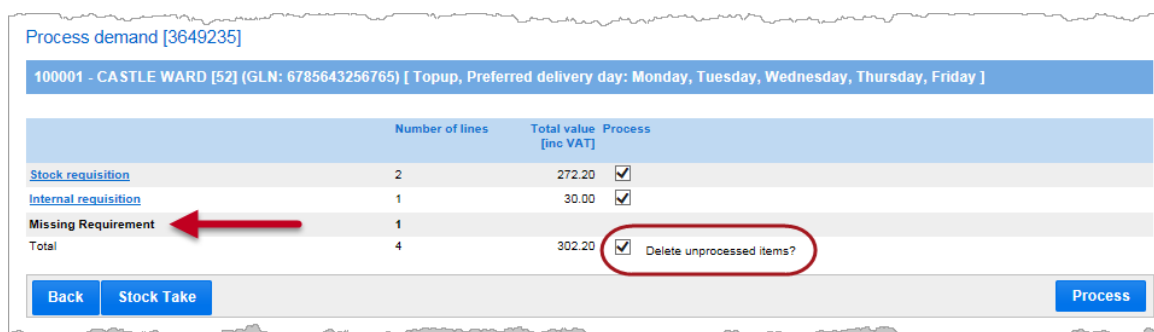 Process demand [3649235]
100001 - CASTLE WARD [52] (GLN: 6785643256765) [ Topup, Preferred delivery day: Monday, Tuesday, Wednesday, Thursday, Friday ]
Number of lines Total value Process
[inc VAT]
Stock requisition 2 272.20
Internal requisition 1 30.00
Missing Requirement 1
Total 4 302.20 Delete unprocessed items?
Back Stock Take Process